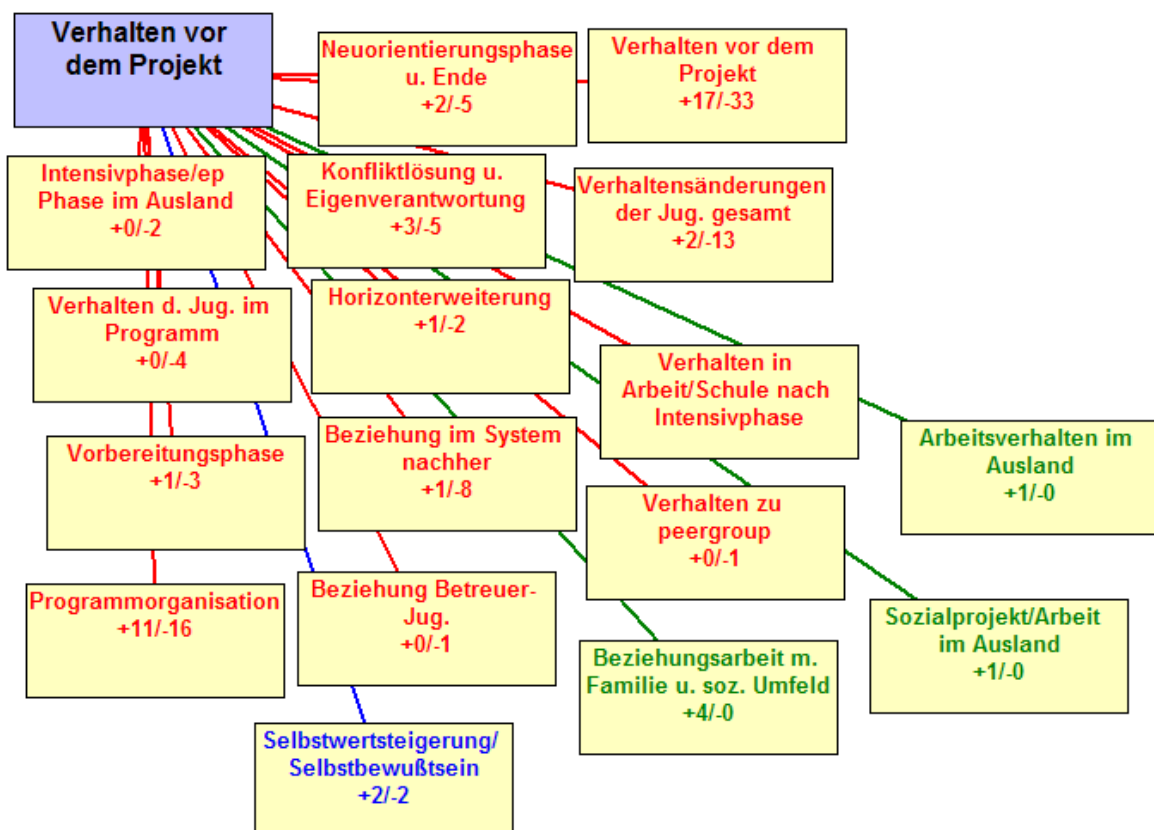 Verhalten vor
dem Projekt
Neuorientierungsphase
u. Ende
+2/-5
Verhalten vor dem
Projekt
+17/-33
Intensivphase/ep
Phase im Ausland
+0/-2
Konfliktlösung u.
Eigenverantwortung
+3/-5
Verhaltensänderungen
der Jug. gesamt
+2/-13
Verhalten d. Jug. im
Programm
+0/-4
Horizonterweiterung
+1/-2
Verhalten in
Arbeit/Schule nach
Intensivphase
Vorbereitungsphase
+1/-3
Beziehung im System
nachher
+1/-8
Arbeitsverhalten im
Ausland
+1/-0
Verhalten zu
peergroup
+0/-1
Programmorganisation
+11/-16
Beziehung Betreuer-
Jug.
+0/-1
Sozialprojekt/Arbeit
im Ausland
+1/-0
Beziehungsarbeit m.
Familie u. soz. Umfeld
+4/-0
Selbstwertsteigerung/
Selbstbewußtsein
+2/-2